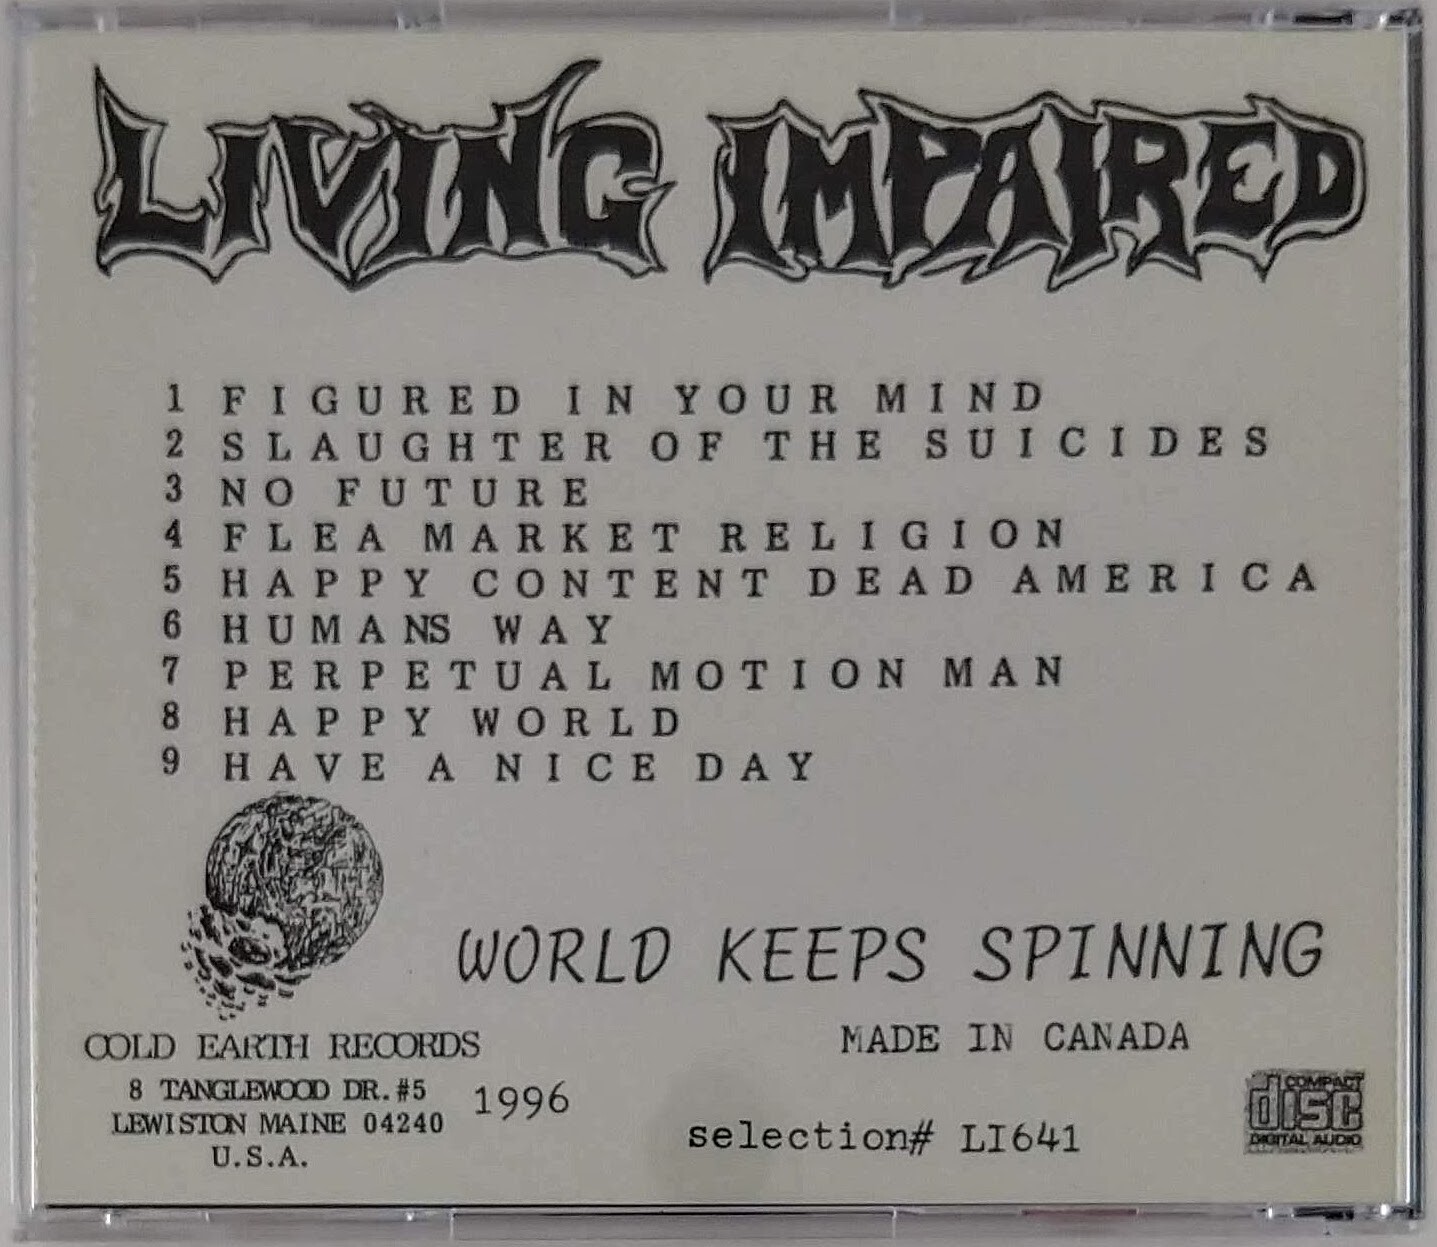 LIVING IMPAIRED
1 FIGURED IN YOUR MIND
2 SLAUGHTER OF THE SUICIDES
3 NO FUTURE
4 FLEA MARKET RELIGION
5 HAPPY CONTENT DEAD AMERICA
6 HUMANS WAY
7 PERPETUAL MOTION MAN
8 HAPPY WORLD
9 HAVE A NICE DAY
WORLD KEEPS SPINNING
COLD EARTH RECORDS
8 TANGLEWOOD DR. #5
LEWISTON MAINE 04240
U.S.A.
1996
MADE IN CANADA
selection# LI641
COMPACT
disc
DIGITAL AUDIO